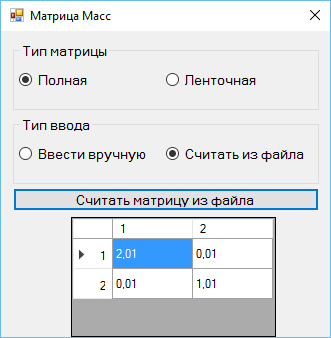 Матрица Масс
Тип матрицы
Полная Ленточная
Тип ввода
Ввести вручную Считать из файла
Считать матрицу из файла
1 2
1 2,01 0,01
2 0,01 1,01